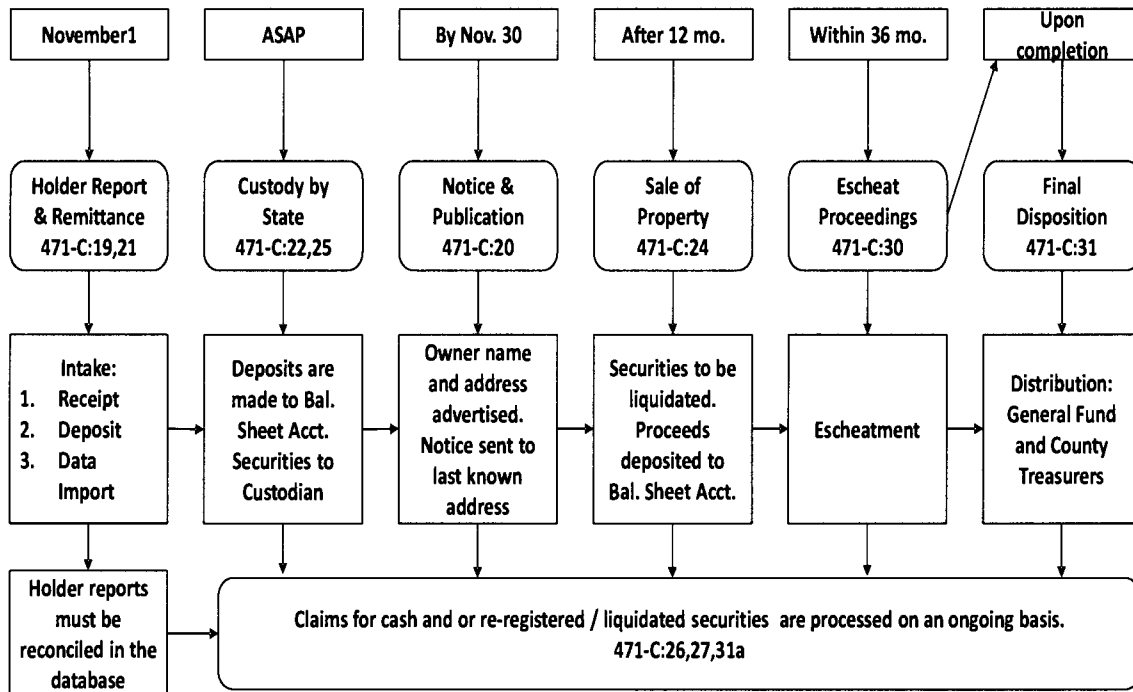 November1
ASAP
By Nov. 30
After 12 mo.
Within 36 mo.
Upon
completion
Holder Report
& Remittance
471-C:19,21
Custody by
State
471-C:22,25
Notice &
Publication
471-C:20
Sale of
Property
471-C:24
Escheat
Proceedings
471-C:30
Final
Disposition
471-C:31
Intake:
1. Receipt
2. Deposit
3. Data
Import
Deposits are
made to Bal.
Sheet Acct.
Securities to
Custodian
Owner name
and address
advertised.
Notice sent to
last known
address
Securities to be
liquidated.
Proceeds
deposited to
Bal. Sheet Acct.
Escheatment
Distribution:
General Fund
and County
Treasurers
Holder reports
must be
reconciled in the
database
Claims for cash and or re-registered / liquidated securities are processed on an ongoing basis.
471-C:26,27,31a